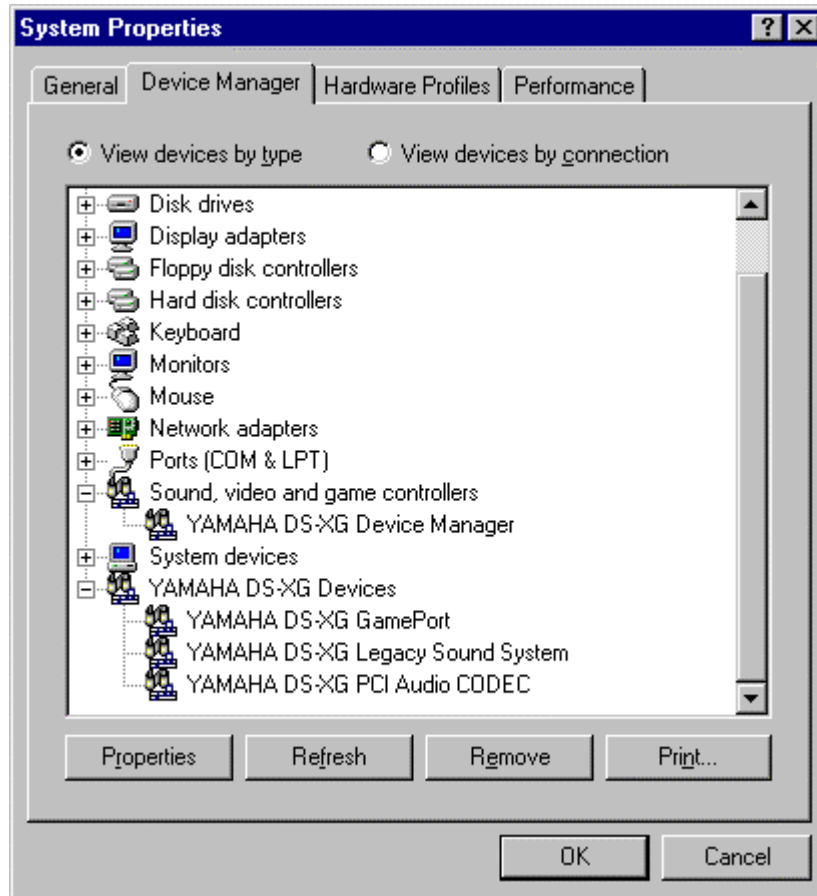 System Properties
General Device Manager Hardware Profiles Performance
View devices by type View devices by connection
Disk drives
Display adapters
Floppy disk controllers
Hard disk controllers
Keyboard
Monitors
Mouse
Network adapters
Ports (COM & LPT)
Sound, video and game controllers
YAMAHA DS-XG Device Manager
System devices
YAMAHA DS-XG Devices
YAMAHA DS-XG GamePort
YAMAHA DS-XG Legacy Sound System
YAMAHA DS-XG PCI Audio CODEC
Properties Refresh Remove Print...
OK Cancel